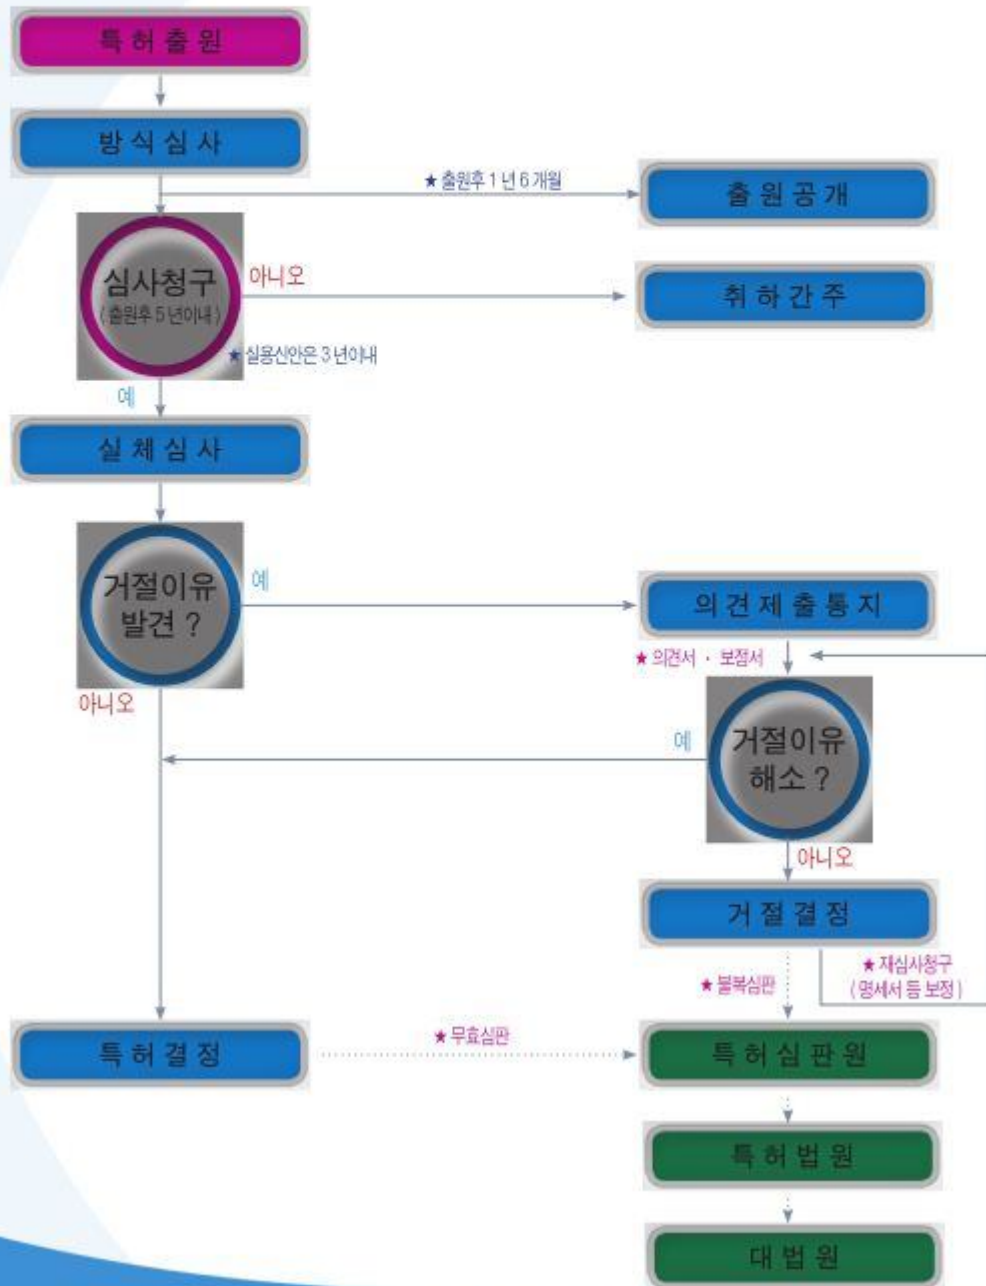 특허출원
방식심사
★ 출원후 1년 6개월
출원공개
심사청구
(출원후 5년이내)
아니오
취하간주
★ 실용신안은 3년이내
예
실체심사
거절이유
발견 ?
예
의견제출통지
★ 의견서 · 보정서
아니오
예
거절이유
해소 ?
아니오
거절결정
★ 불복심판
★ 재심사청구
(명세서 등 보정)
특허결정
★ 무효심판
특허심판원
특허법원
대법원